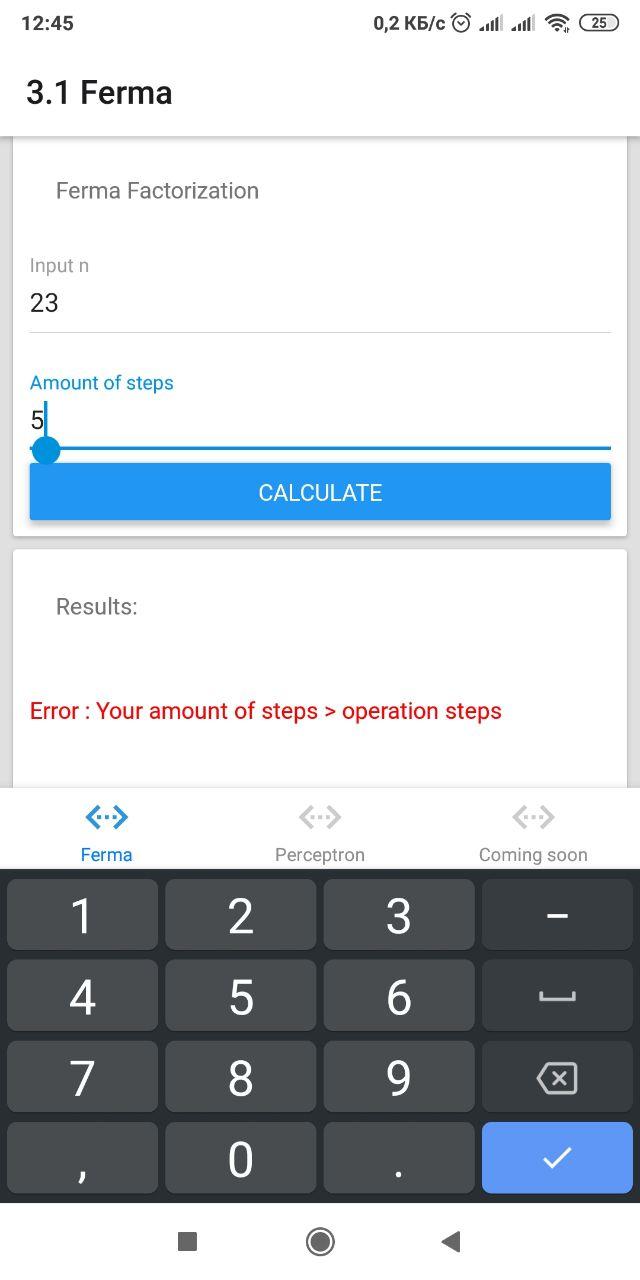 12:45 0,2 КБ/с 25
3.1 Ferma
Ferma Factorization
Input n
23
Amount of steps
5
CALCULATE
Results:
Error : Your amount of steps > operation steps
Ferma Perceptron Coming soon
1 2 3 –
4 5 6
7 8 9
, 0 .